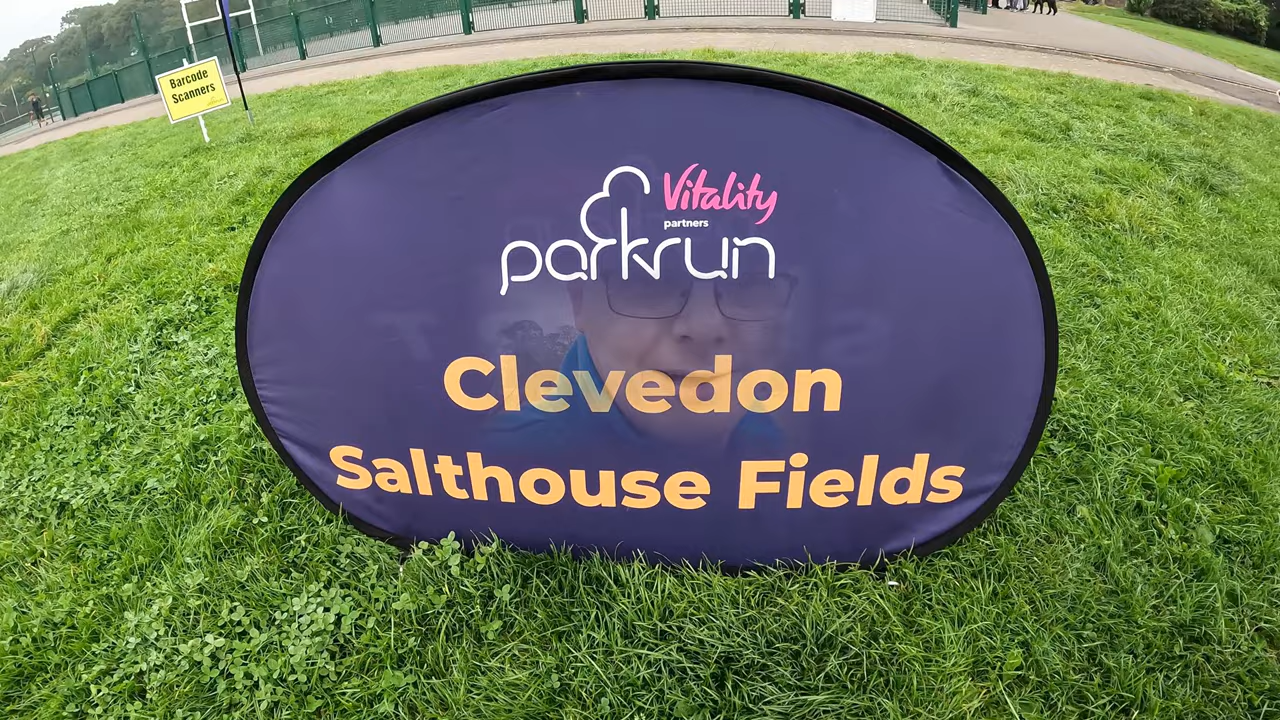 Barcode
Scanners
Vitality
partners
parkrun
Clevedon
Salthouse Fields